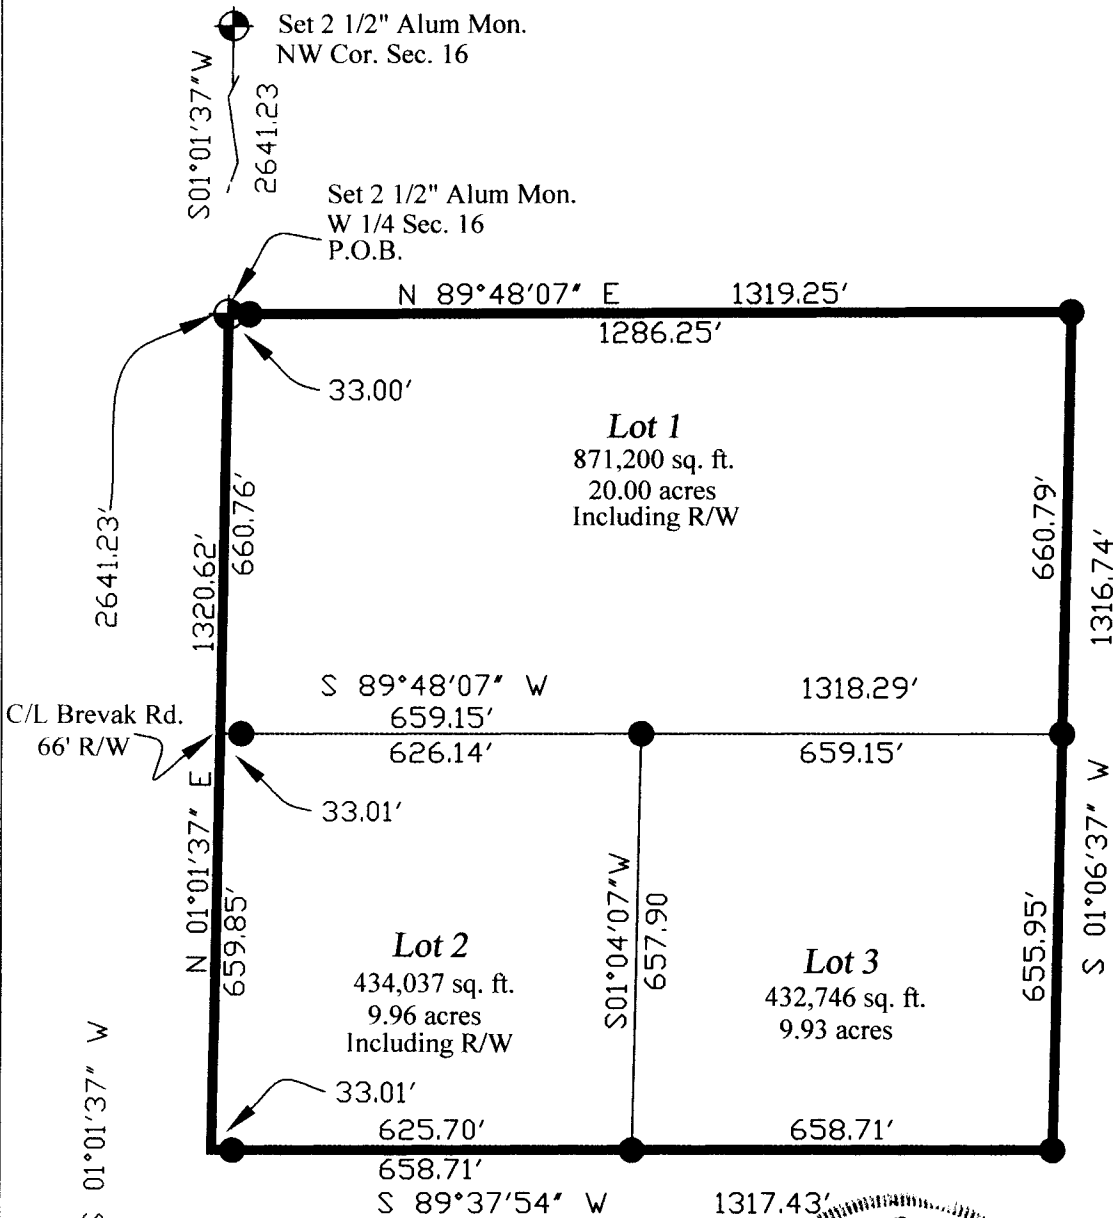 Set 2 1/2" Alum Mon.
NW Cor. Sec. 16
S01°01'37"W
2641.23
Set 2 1/2" Alum Mon.
W 1/4 Sec. 16
P.O.B.
N 89°48'07" E 1319.25'
1286.25'
33.00'
Lot 1
871,200 sq. ft.
20.00 acres
Including R/W
2641.23'
1320.62'
660.76'
660.79'
1316.74'
S 89°48'07" W 1318.29'
659.15'
626.14'
659.15'
C/L Brevak Rd.
66' R/W
33.01'
N 01°01'37" E
659.85'
S01°04'07"W
657.90
655.95'
S 01°06'37" W
Lot 2
434,037 sq. ft.
9.96 acres
Including R/W
Lot 3
432,746 sq. ft.
9.93 acres
S 01°01'37" W
33.01'
625.70'
658.71'
658.71'
S 89°37'54" W 1317.43'